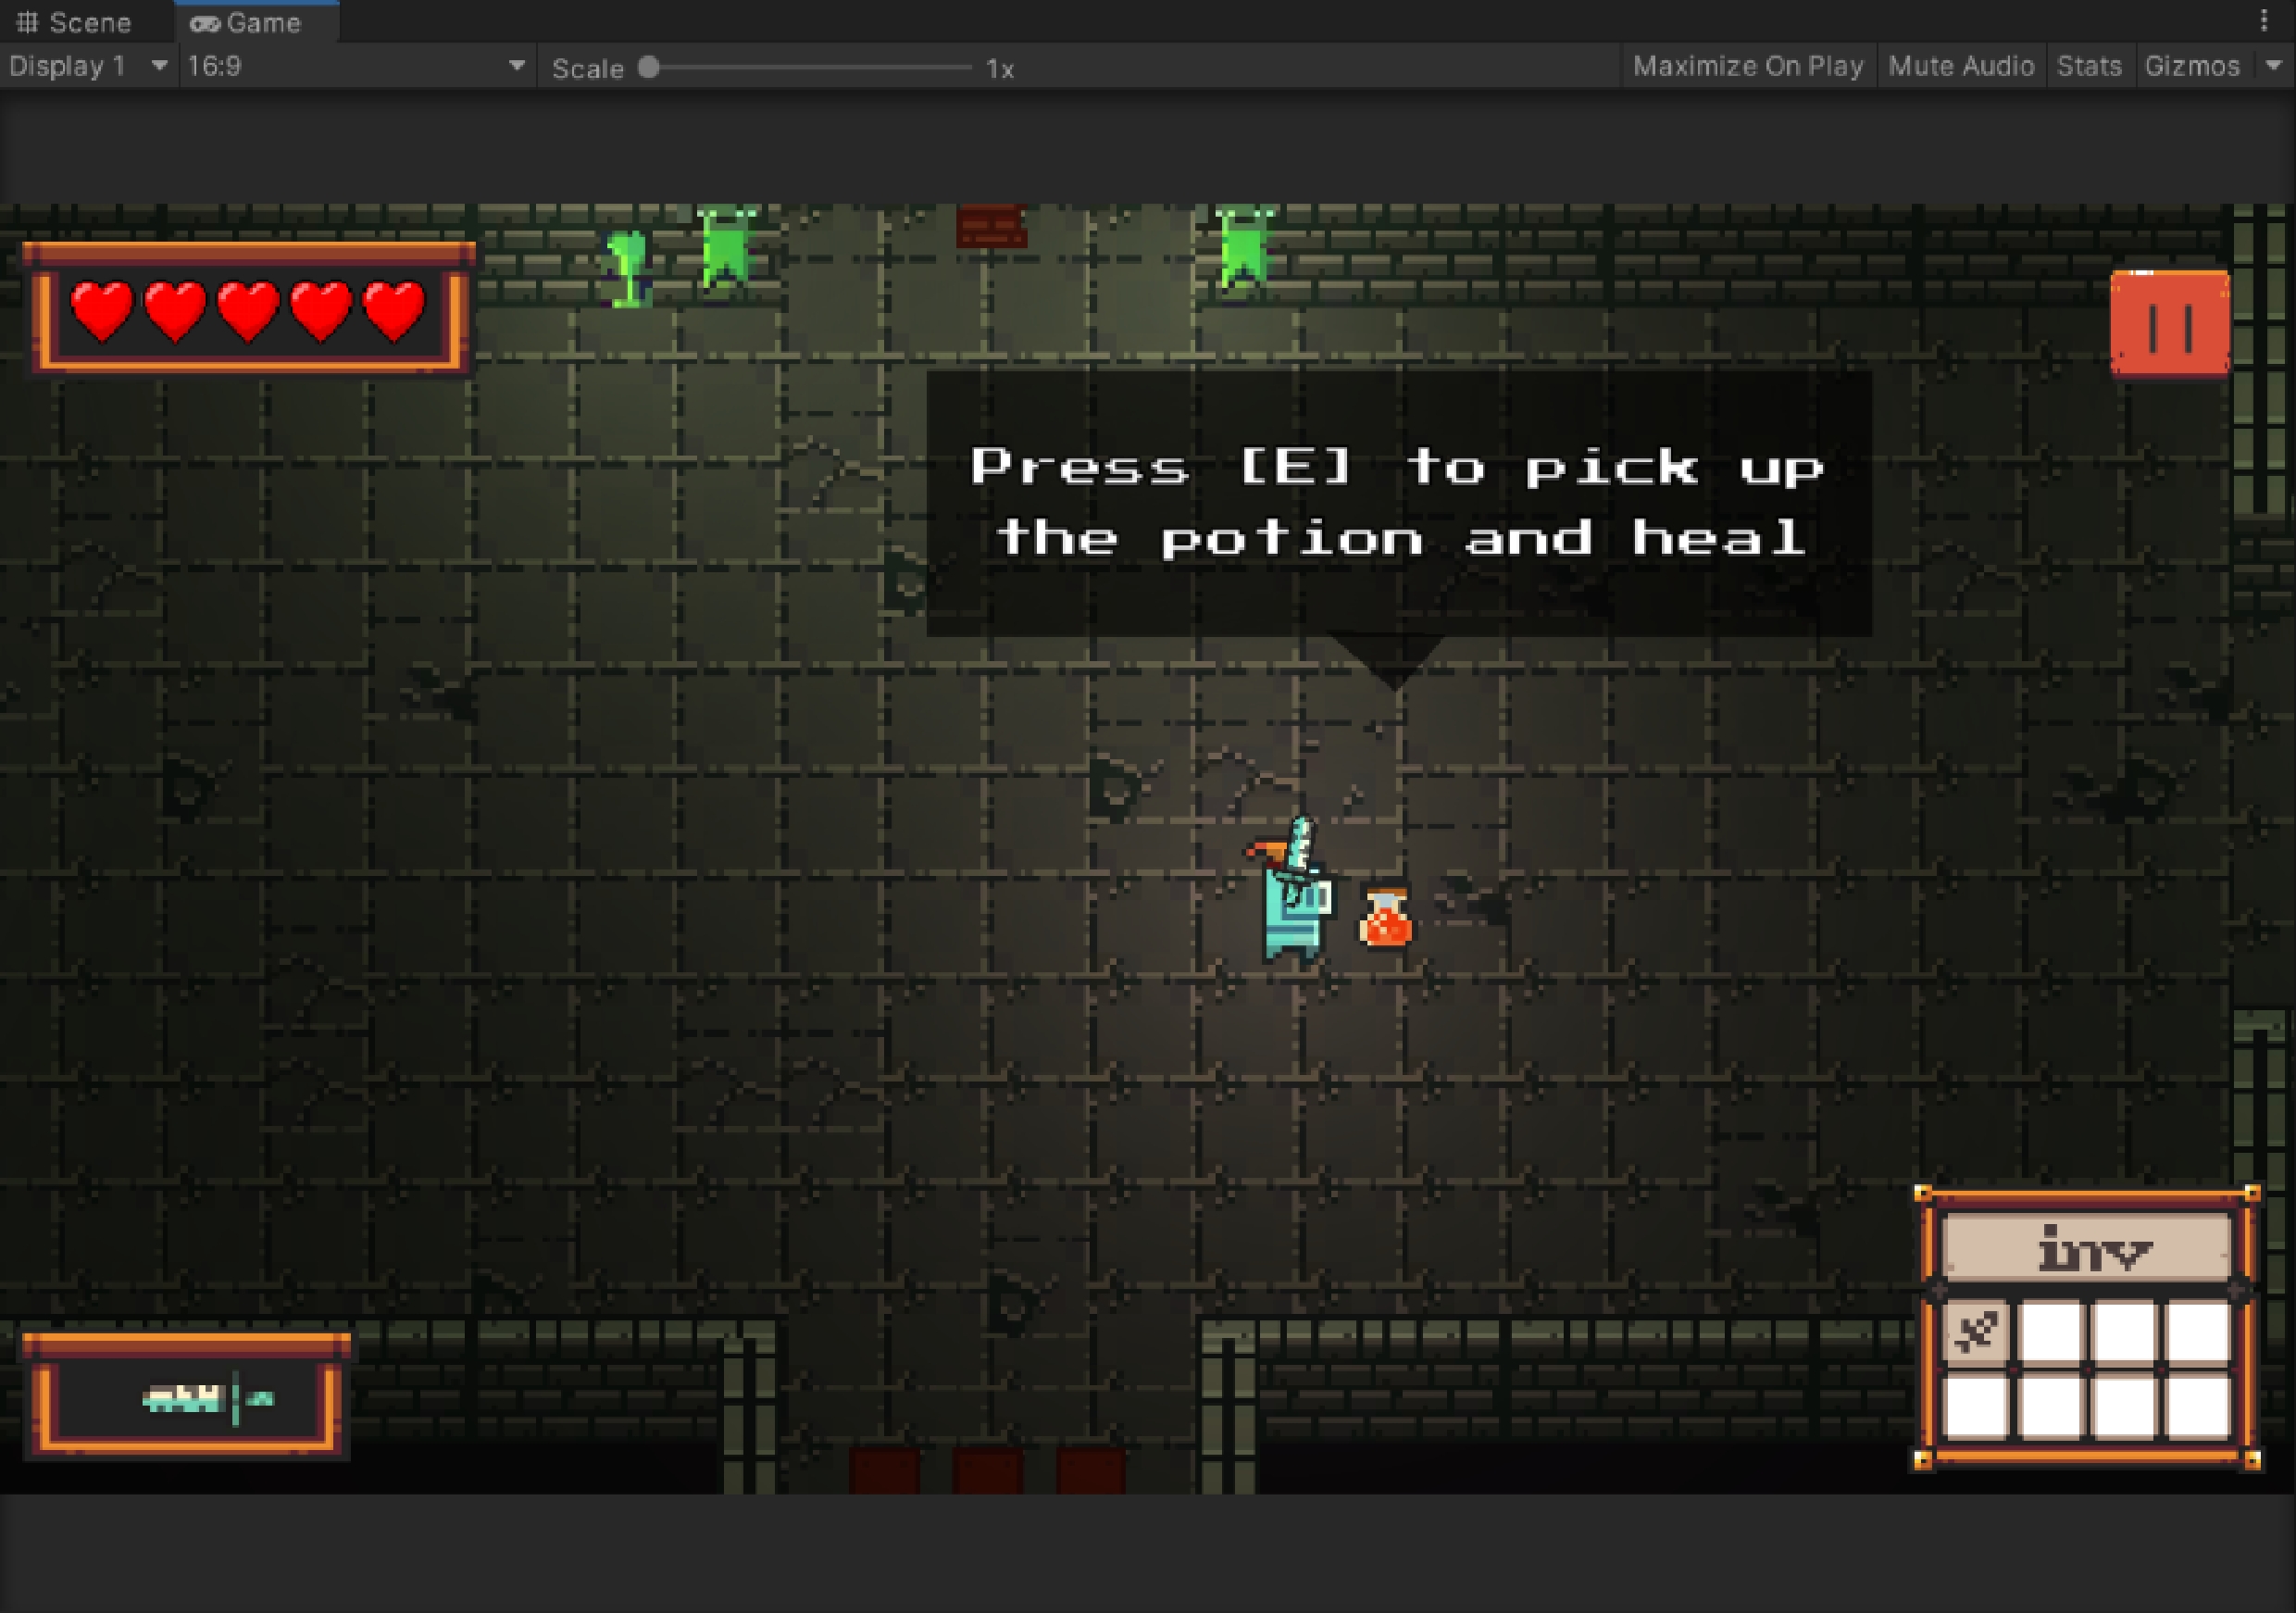 Scene
Game
Display 1
16:9
Scale
1x
Maximize On Play
Mute Audio
Stats
Gizmos
Press [E] to pick up
the potion and heal
inv